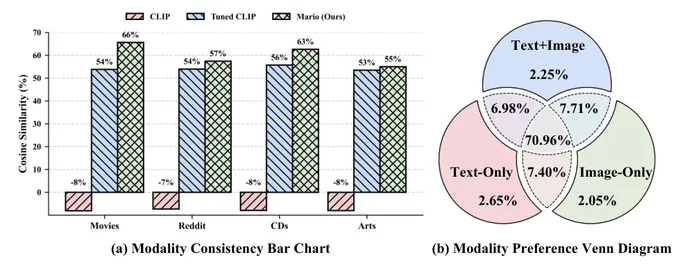 CLIP Tuned CLIP Mario (Ours)
Cosine Similarity (%)
70
60
50
40
30
20
10
0
-8% 54% 66%
-7% 54% 57%
-8% 56% 63%
-8% 53% 55%
Movies Reddit CDs Arts
(a) Modality Consistency Bar Chart
Text+Image
2.25%
6.98% 7.71%
70.96%
Text-Only 7.40% Image-Only
2.65% 2.05%
(b) Modality Preference Venn Diagram